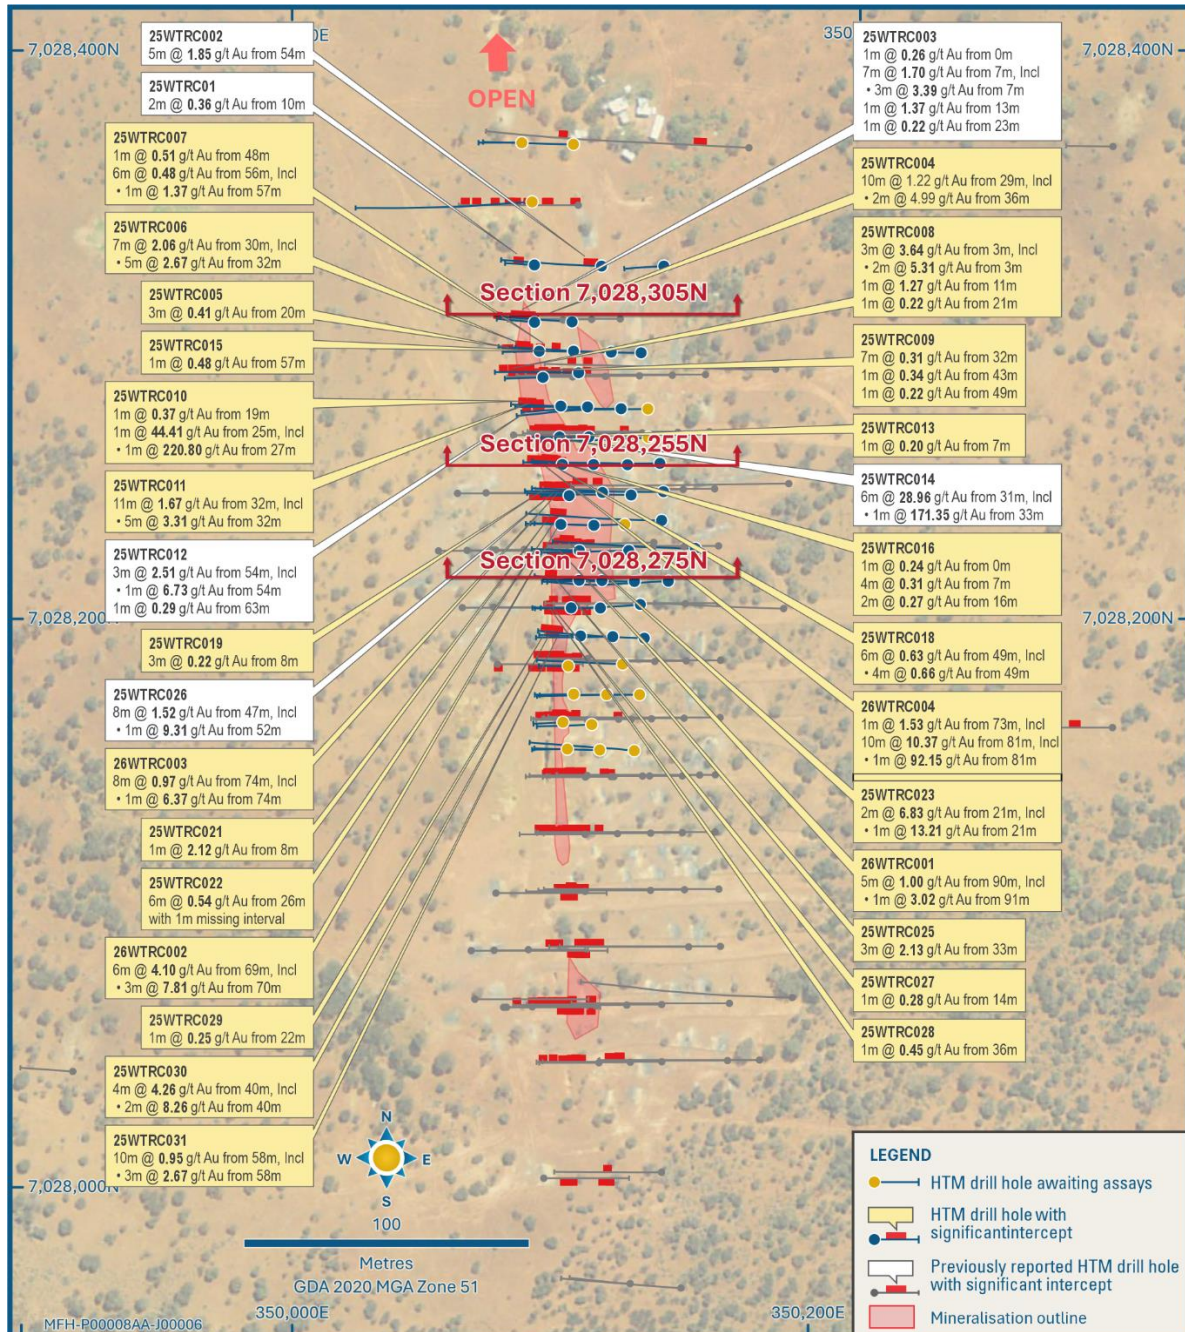 7,028,400N
E
350,
7,028,400N
OPEN
25WTRC002
5m @ 1.85 g/t Au from 54m
25WTRC01
2m @ 0.36 g/t Au from 10m
25WTRC007
1m @ 0.51 g/t Au from 48m
6m @ 0.48 g/t Au from 56m, Incl
• 1m @ 1.37 g/t Au from 57m
25WTRC006
7m @ 2.06 g/t Au from 30m, Incl
• 5m @ 2.67 g/t Au from 32m
25WTRC005
3m @ 0.41 g/t Au from 20m
25WTRC015
1m @ 0.48 g/t Au from 57m
25WTRC010
1m @ 0.37 g/t Au from 19m
1m @ 44.41 g/t Au from 25m, Incl
• 1m @ 220.80 g/t Au from 27m
25WTRC011
11m @ 1.67 g/t Au from 32m, Incl
• 5m @ 3.31 g/t Au from 32m
25WTRC012
3m @ 2.51 g/t Au from 54m, Incl
• 1m @ 6.73 g/t Au from 54m
1m @ 0.29 g/t Au from 63m
7,028,200N
25WTRC019
3m @ 0.22 g/t Au from 8m
25WTRC026
8m @ 1.52 g/t Au from 47m, Incl
• 1m @ 9.31 g/t Au from 52m
26WTRC003
8m @ 0.97 g/t Au from 74m, Incl
• 1m @ 6.37 g/t Au from 74m
25WTRC021
1m @ 2.12 g/t Au from 8m
25WTRC022
6m @ 0.54 g/t Au from 26m
with 1m missing interval
26WTRC002
6m @ 4.10 g/t Au from 69m, Incl
• 3m @ 7.81 g/t Au from 70m
25WTRC029
1m @ 0.25 g/t Au from 22m
25WTRC030
4m @ 4.26 g/t Au from 40m, Incl
• 2m @ 8.26 g/t Au from 40m
25WTRC031
10m @ 0.95 g/t Au from 58m, Incl
• 3m @ 2.67 g/t Au from 58m
7,028,000N
Section 7,028,305N
Section 7,028,255N
Section 7,028,275N
25WTRC003
1m @ 0.26 g/t Au from 0m
7m @ 1.70 g/t Au from 7m, Incl
• 3m @ 3.39 g/t Au from 7m
1m @ 1.37 g/t Au from 13m
1m @ 0.22 g/t Au from 23m
25WTRC004
10m @ 1.22 g/t Au from 29m, Incl
• 2m @ 4.99 g/t Au from 36m
25WTRC008
3m @ 3.64 g/t Au from 3m, Incl
• 2m @ 5.31 g/t Au from 3m
1m @ 1.27 g/t Au from 11m
1m @ 0.22 g/t Au from 21m
25WTRC009
7m @ 0.31 g/t Au from 32m
1m @ 0.34 g/t Au from 43m
1m @ 0.22 g/t Au from 49m
25WTRC013
1m @ 0.20 g/t Au from 7m
25WTRC014
6m @ 28.96 g/t Au from 31m, Incl
• 1m @ 171.35 g/t Au from 33m
25WTRC016
1m @ 0.24 g/t Au from 0m
4m @ 0.31 g/t Au from 7m
2m @ 0.27 g/t Au from 16m
7,028,200N
25WTRC018
6m @ 0.63 g/t Au from 49m, Incl
• 4m @ 0.66 g/t Au from 49m
26WTRC004
1m @ 1.53 g/t Au from 73m, Incl
10m @ 10.37 g/t Au from 81m, Incl
• 1m @ 92.15 g/t Au from 81m
25WTRC023
2m @ 6.83 g/t Au from 21m, Incl
• 1m @ 13.21 g/t Au from 21m
26WTRC001
5m @ 1.00 g/t Au from 90m, Incl
• 1m @ 3.02 g/t Au from 91m
25WTRC025
3m @ 2.13 g/t Au from 33m
25WTRC027
1m @ 0.28 g/t Au from 14m
25WTRC028
1m @ 0.45 g/t Au from 36m
N
W
E
S
100
Metres
GDA 2020 MGA Zone 51
350,000E
350,200E
MFH-P00008AA-J00006
LEGEND
HTM drill hole awaiting assays
HTM drill hole with
significantintercept
Previously reported HTM drill hole
with significant intercept
Mineralisation outline